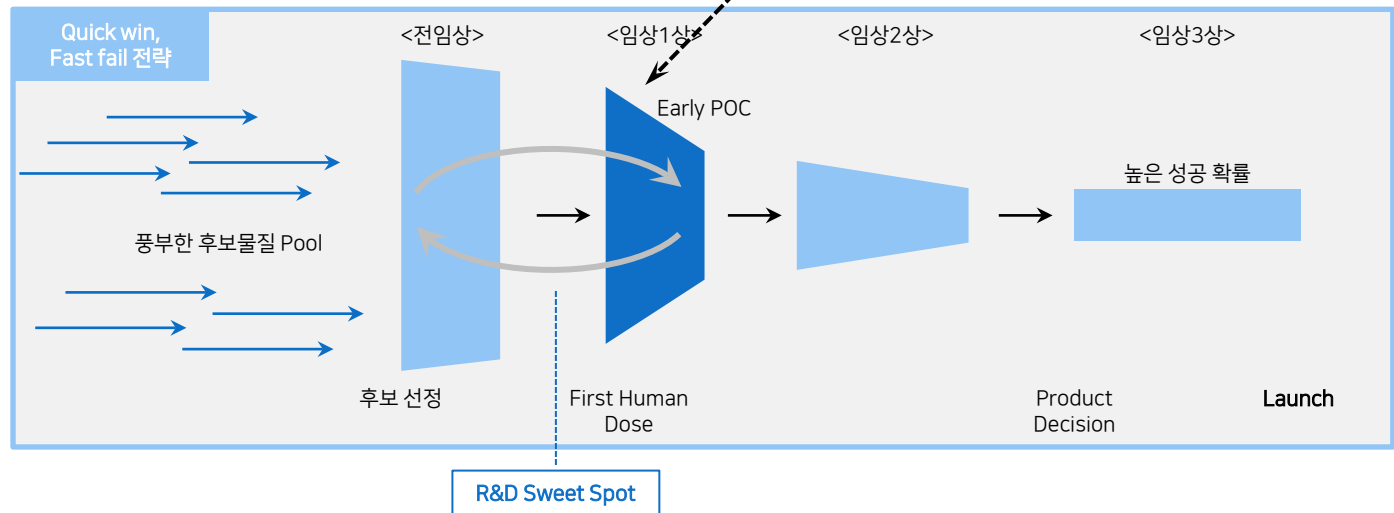 Quick win,
Fast fail 전략
<전임상>
<임상1상>
<임상2상>
<임상3상>
Early POC
높은 성공 확률
풍부한 후보물질 Pool
후보 선정
First Human
Dose
Product
Decision
Launch
R&D Sweet Spot